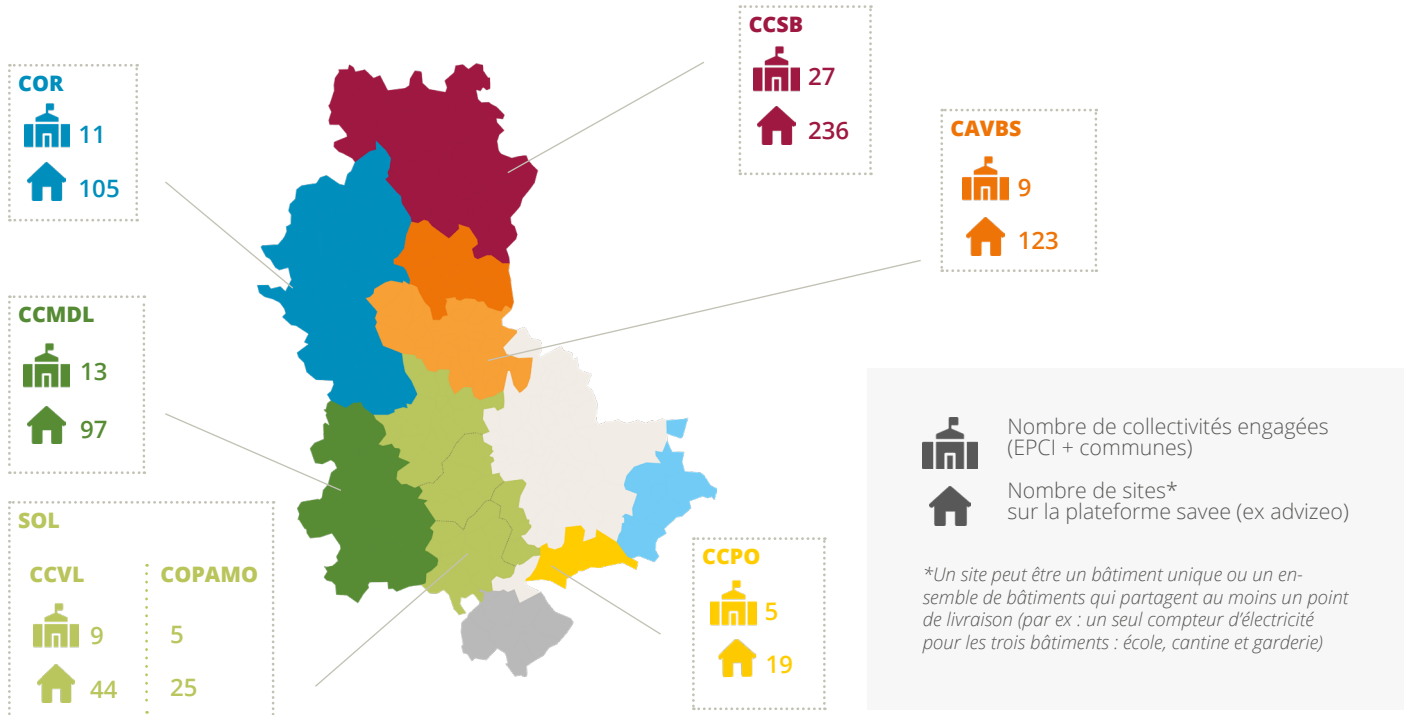 COR
11
105
CCSB
27
236
CAVBS
9
123
CCMDL
13
97
SOL
CCVL
COPAMO
9
5
44
25
CCPO
5
19
Nombre de collectivités engagées
(EPCI + communes)
Nombre de sites*
sur la plateforme savee (ex advizeo)
*Un site peut être un bâtiment unique ou un en-
semble de bâtiments qui partagent au moins un point
de livraison (par ex : un seul compteur d'électricité
pour les trois bâtiments : école, cantine et garderie)